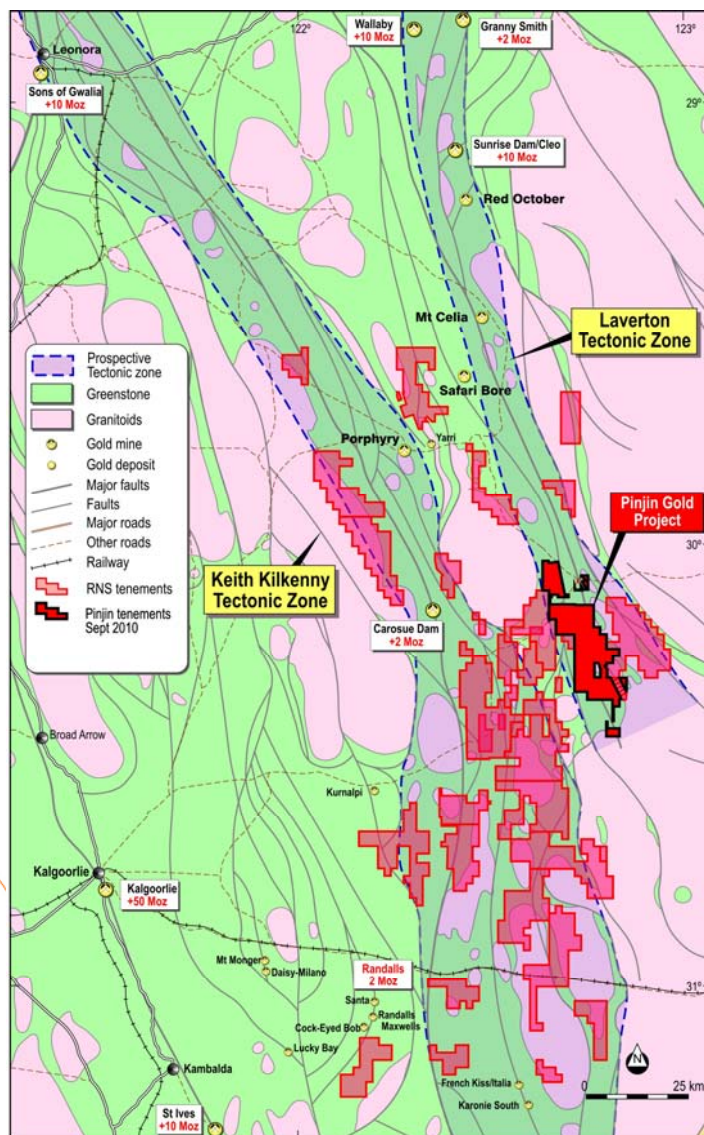 122
123
Leonora
Sons of Gwalia
+10 Moz
Wallaby
+10 Moz
Granny Smith
+2 Moz
29º
Sunrise Dam/Cleo
+10 Moz
Red October
Mt Celia
Laverton
Tectonic Zone
Safari Bore
Porphyry
Yarri
Prospective
Tectonic zone
Greenstone
Granitoids
Gold mine
Gold deposit
Major faults
Faults
Major roads
Other roads
Railway
RNS tenements
Pinjin tenements
Sept 2010
Pinjin Gold
Project
30º
Keith Kilkenny
Tectonic Zone
Carosue Dam
+2 Moz
Broad Arrow
Kurnalpi
Kalgoorlie
Kalgoorlie
+50 Moz
Mt Monger
Daisy-Milano
Randalls
2 Moz
Santa
Randalls
Maxwells
Cock-Eyed Bob
Lucky Bay
31º
Kambalda
St Ives
+10 Moz
French Kiss/Italia
Karonie South
N
0 25 km